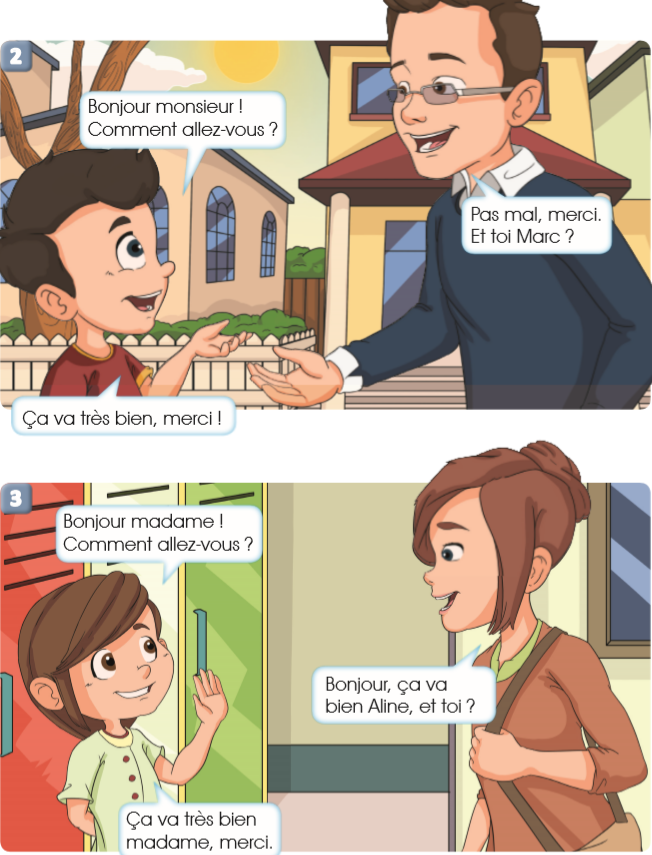 2
Bonjour monsieur !
Comment allez-vous ?
Pas mal, merci.
Et toi Marc ?
Ça va très bien, merci !
3
Bonjour madame !
Comment allez-vous ?
Bonjour, ça va
bien Aline, et toi ?
Ça va très bien
madame, merci.